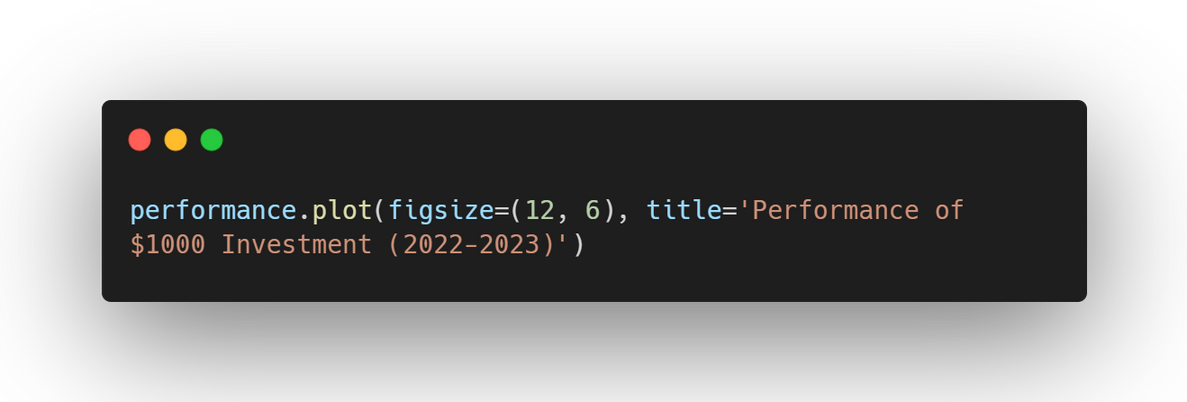 performance.plot(figsize=(12, 6), title='Performance of
$1000 Investment (2022-2023)')